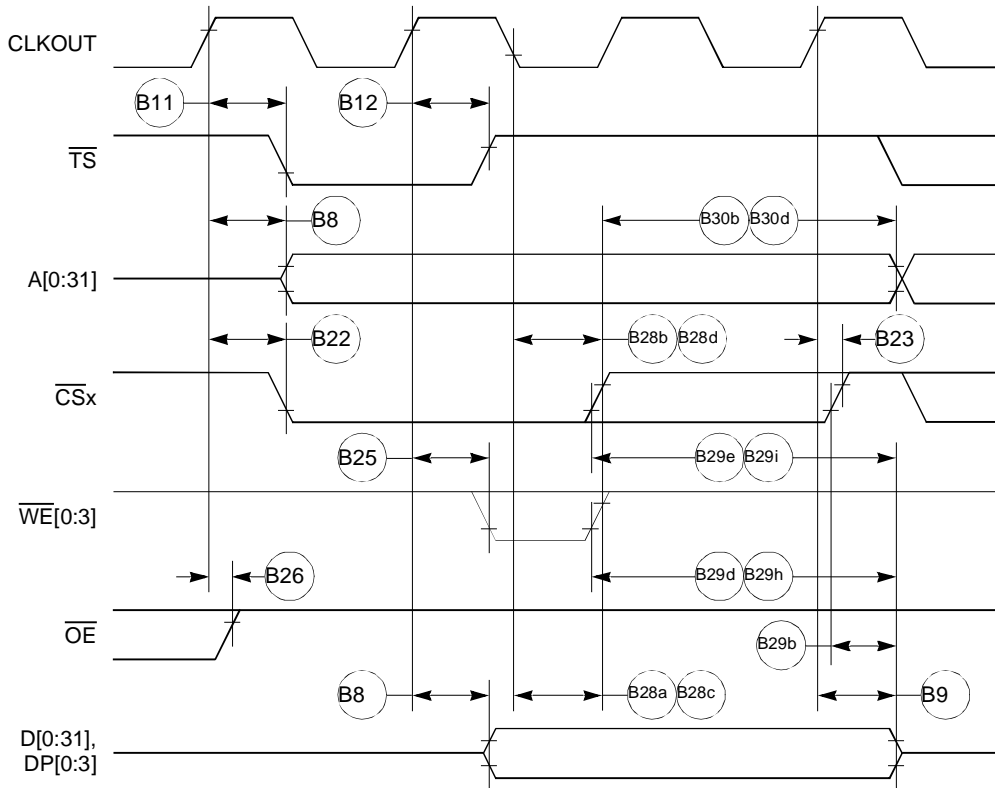 CLKOUT
B11
B12
TS
B8
B30b B30d
A[0:31]
B22
B28b B28d
B23
CSx
B25
B29e B29i
WE[0:3]
B26
B29d B29h
OE
B29b
B8
B28a B28c
B9
D[0:31],
DP[0:3]